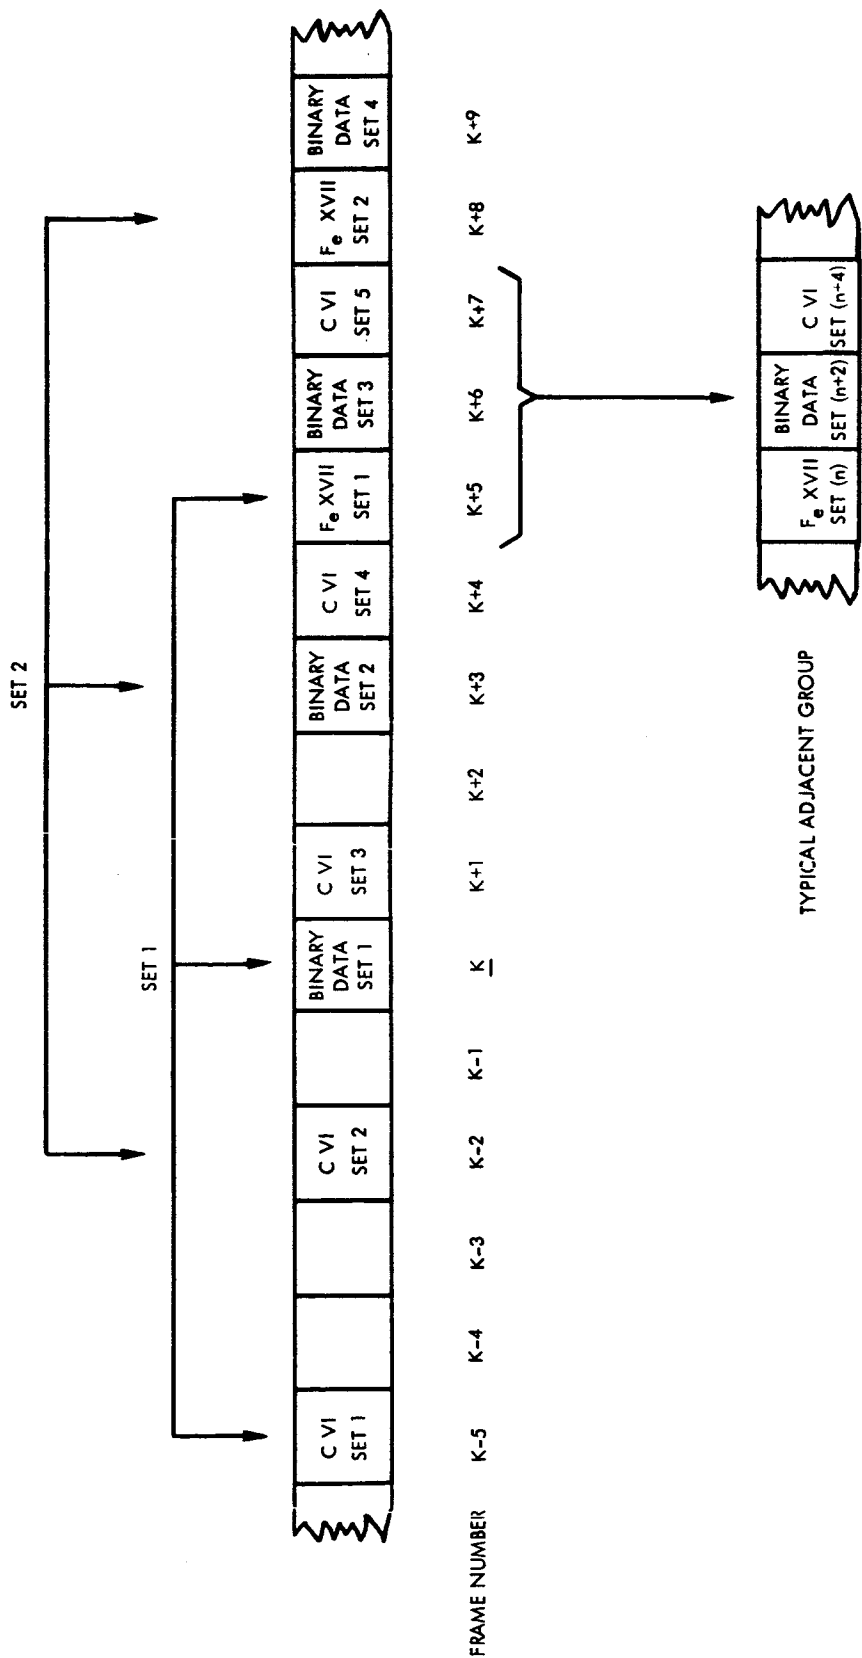 SET 2
SET 1
C VI
SET 1
C VI
SET 2
BINARY
DATA
SET 1
C VI
SET 3
BINARY
DATA
SET 2
C VI
SET 4
Fe XVII
SET 1
BINARY
DATA
SET 3
C VI
SET 5
Fe XVII
SET 2
BINARY
DATA
SET 4
FRAME NUMBER K-5 K-4 K-3 K-2 K-1 K K+1 K+2 K+3 K+4 K+5 K+6 K+7 K+8 K+9
TYPICAL ADJACENT GROUP
Fe XVII
SET (n)
BINARY
DATA
SET (n+2)
C VI
SET (n+4)